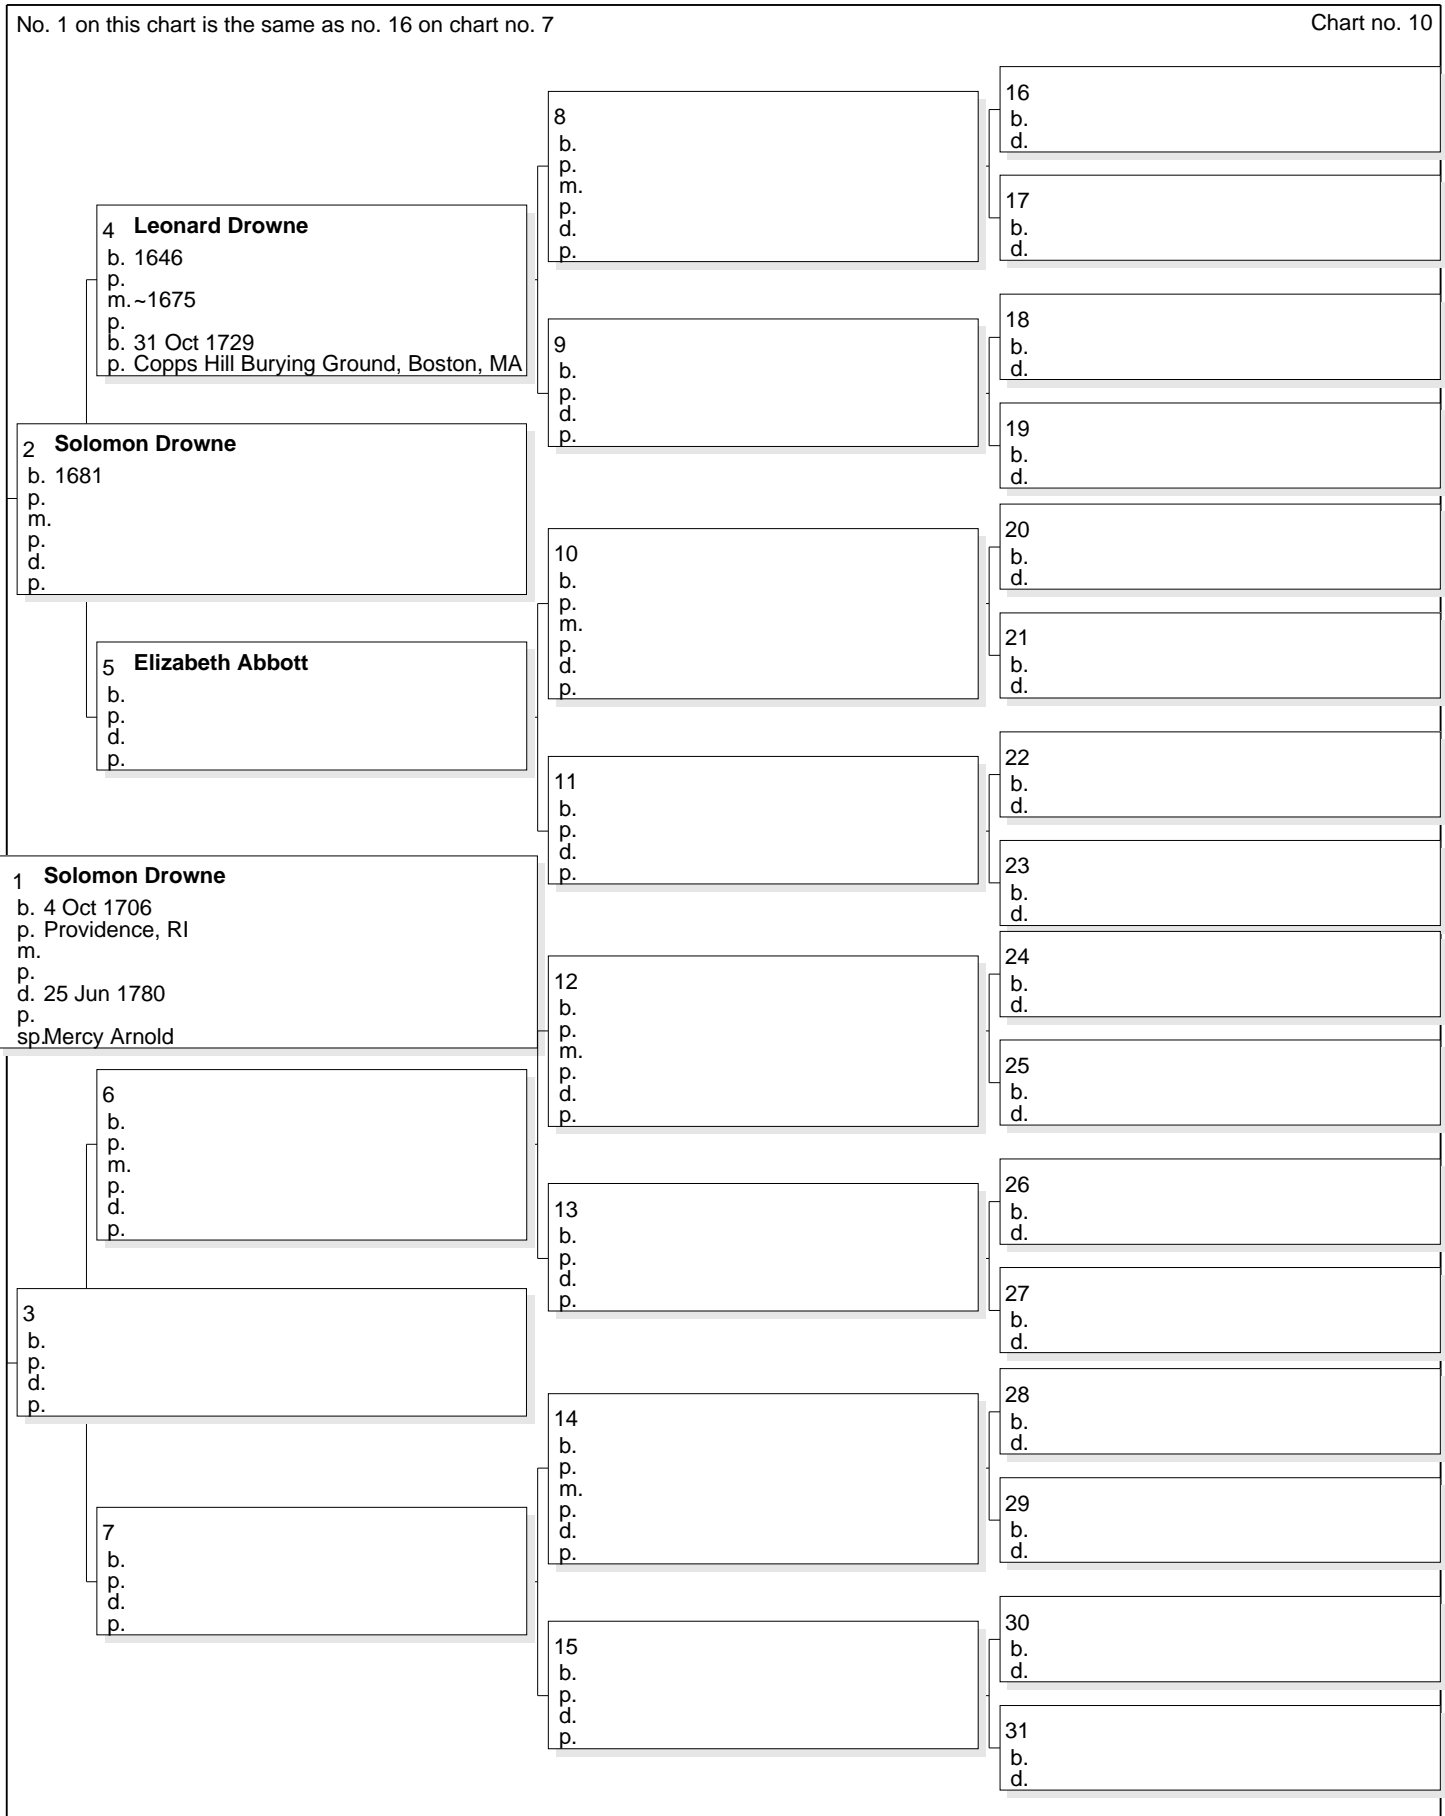 No. 1 on this chart is the same as no. 16 on chart no. 7
Chart no. 10
4 Leonard Drowne
b. 1646
p.
m. ~1675
p.
b. 31 Oct 1729
p. Copps Hill Burying Ground, Boston, MA
2 Solomon Drowne
b. 1681
p.
m.
p.
d.
p.
5 Elizabeth Abbott
b.
p.
d.
p.
1 Solomon Drowne
b. 4 Oct 1706
p. Providence, RI
m.
p.
d. 25 Jun 1780
p.
sp. Mercy Arnold
6
b.
p.
m.
p.
d.
p.
3
b.
p.
d.
p.
7
b.
p.
d.
p.
8
b.
p.
m.
p.
d.
p.
9
b.
p.
d.
p.
10
b.
p.
m.
p.
d.
p.
11
b.
p.
d.
p.
12
b.
p.
m.
p.
d.
p.
13
b.
p.
d.
p.
14
b.
p.
m.
p.
d.
p.
15
b.
p.
d.
p.
16
b.
d.
17
b.
d.
18
b.
d.
19
b.
d.
20
b.
d.
21
b.
d.
22
b.
d.
23
b.
d.
24
b.
d.
25
b.
d.
26
b.
d.
27
b.
d.
28
b.
d.
29
b.
d.
30
b.
d.
31
b.
d.